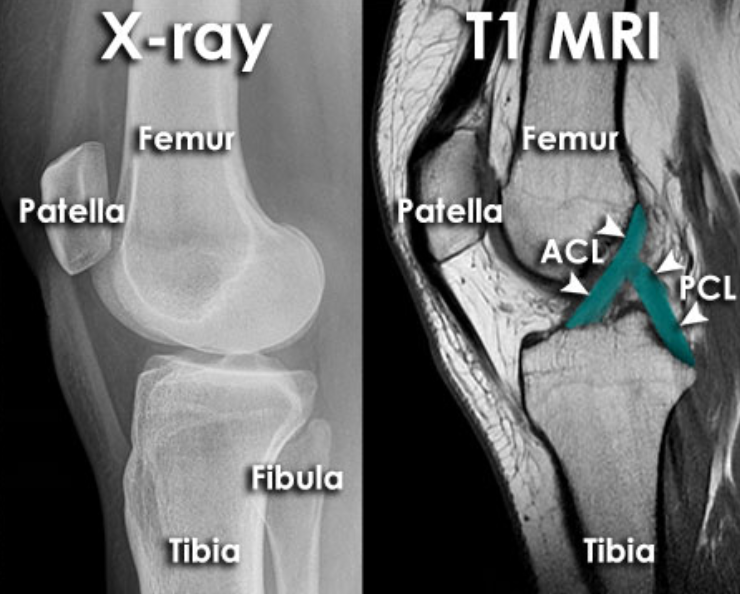 X-ray
Femur
Patella
Fibula
Tibia
T1 MRI
Femur
Patella
ACL
PCL
Tibia